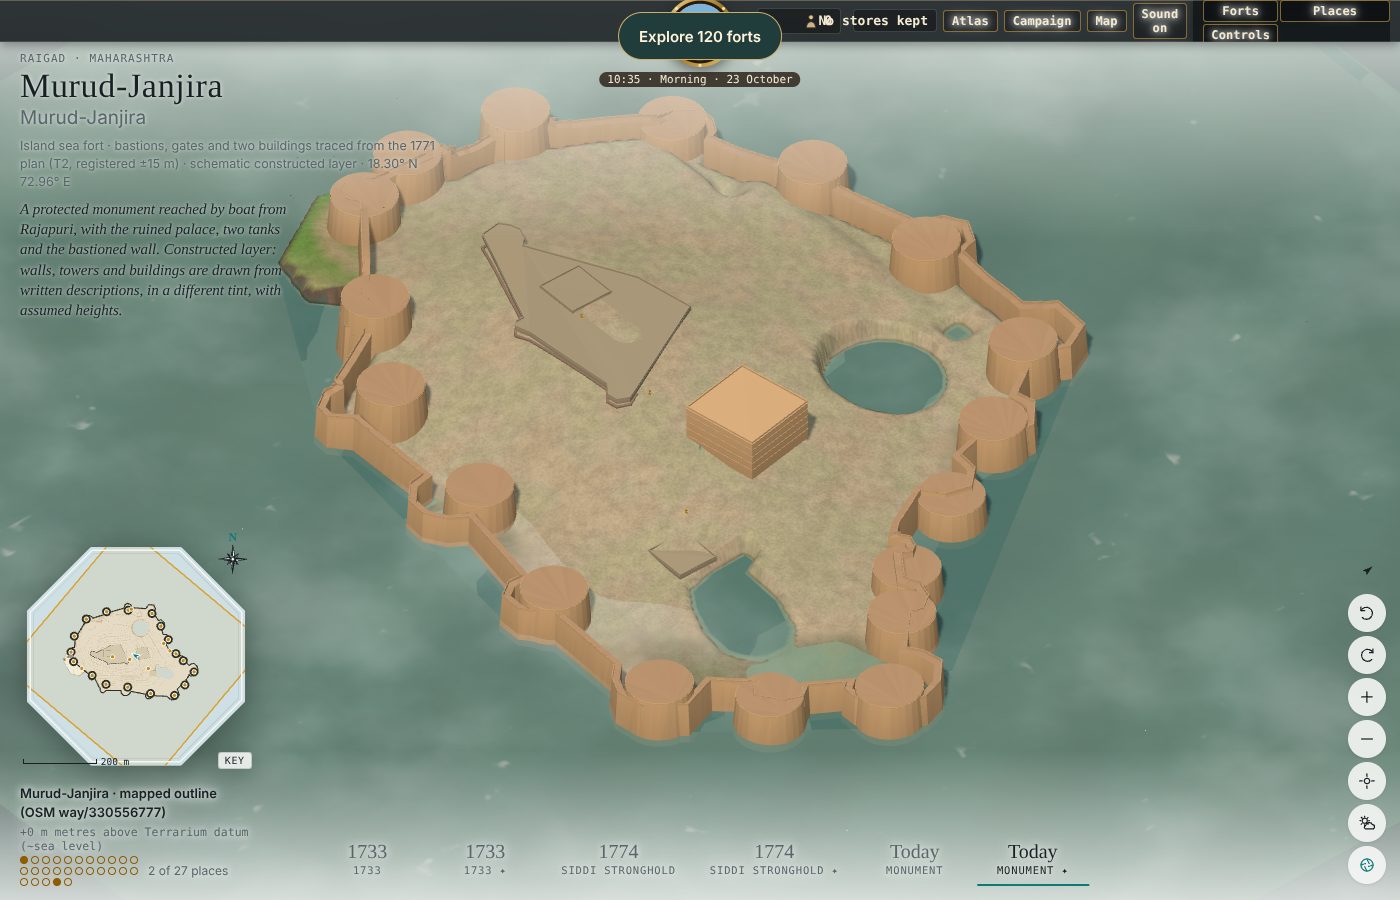 Explore 120 forts
stores kept
Atlas
Campaign
Map
Sound on
Forts
Places
Controls
10:35 · Morning · 23 October
RAIGAD · MAHARASHTRA
Murud-Janjira
Murud-Janjira
Island sea fort · bastions, gates and two buildings traced from the 1771
plan (T2, registered ±15 m) · schematic constructed layer · 18.30° N
72.96° E
A protected monument reached by boat from
Rajapuri, with the ruined palace, two tanks
and the bastioned wall. Constructed layer:
walls, towers and buildings are drawn from
written descriptions, in a different tint, with
assumed heights.
N
200 m
KEY
Murud-Janjira · mapped outline
(OSM way/330556777)
+0 m metres above Terrarium datum
(~sea level)
2 of 27 places
1733
1733
1733
1733 ✦
1774
SIDDI STRONGHOLD
1774
SIDDI STRONGHOLD ✦
Today
MONUMENT
Today
MONUMENT ✦